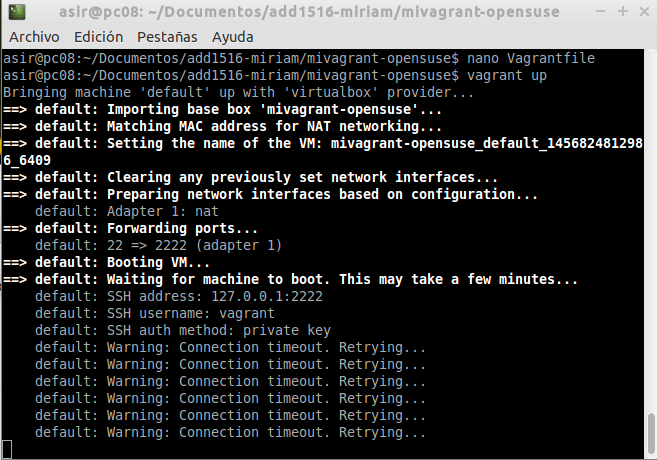 asir@pc08: ~/Documentos/add1516-miriam/mivagrant-opensuse
Archivo Edición Pestañas Ayuda
asir@pc08:~/Documentos/add1516-miriam/mivagrant-opensuse$ nano Vagrantfile
asir@pc08:~/Documentos/add1516-miriam/mivagrant-opensuse$ vagrant up
Bringing machine 'default' up with 'virtualbox' provider...
==> default: Importing base box 'mivagrant-opensuse'...
==> default: Matching MAC address for NAT networking...
==> default: Setting the name of the VM: mivagrant-opensuse_default_145682481298
6_6409
==> default: Clearing any previously set network interfaces...
==> default: Preparing network interfaces based on configuration...
    default: Adapter 1: nat
==> default: Forwarding ports...
    default: 22 => 2222 (adapter 1)
==> default: Booting VM...
==> default: Waiting for machine to boot. This may take a few minutes...
    default: SSH address: 127.0.0.1:2222
    default: SSH username: vagrant
    default: SSH auth method: private key
    default: Warning: Connection timeout. Retrying...
    default: Warning: Connection timeout. Retrying...
    default: Warning: Connection timeout. Retrying...
    default: Warning: Connection timeout. Retrying...
    default: Warning: Connection timeout. Retrying...
    default: Warning: Connection timeout. Retrying...